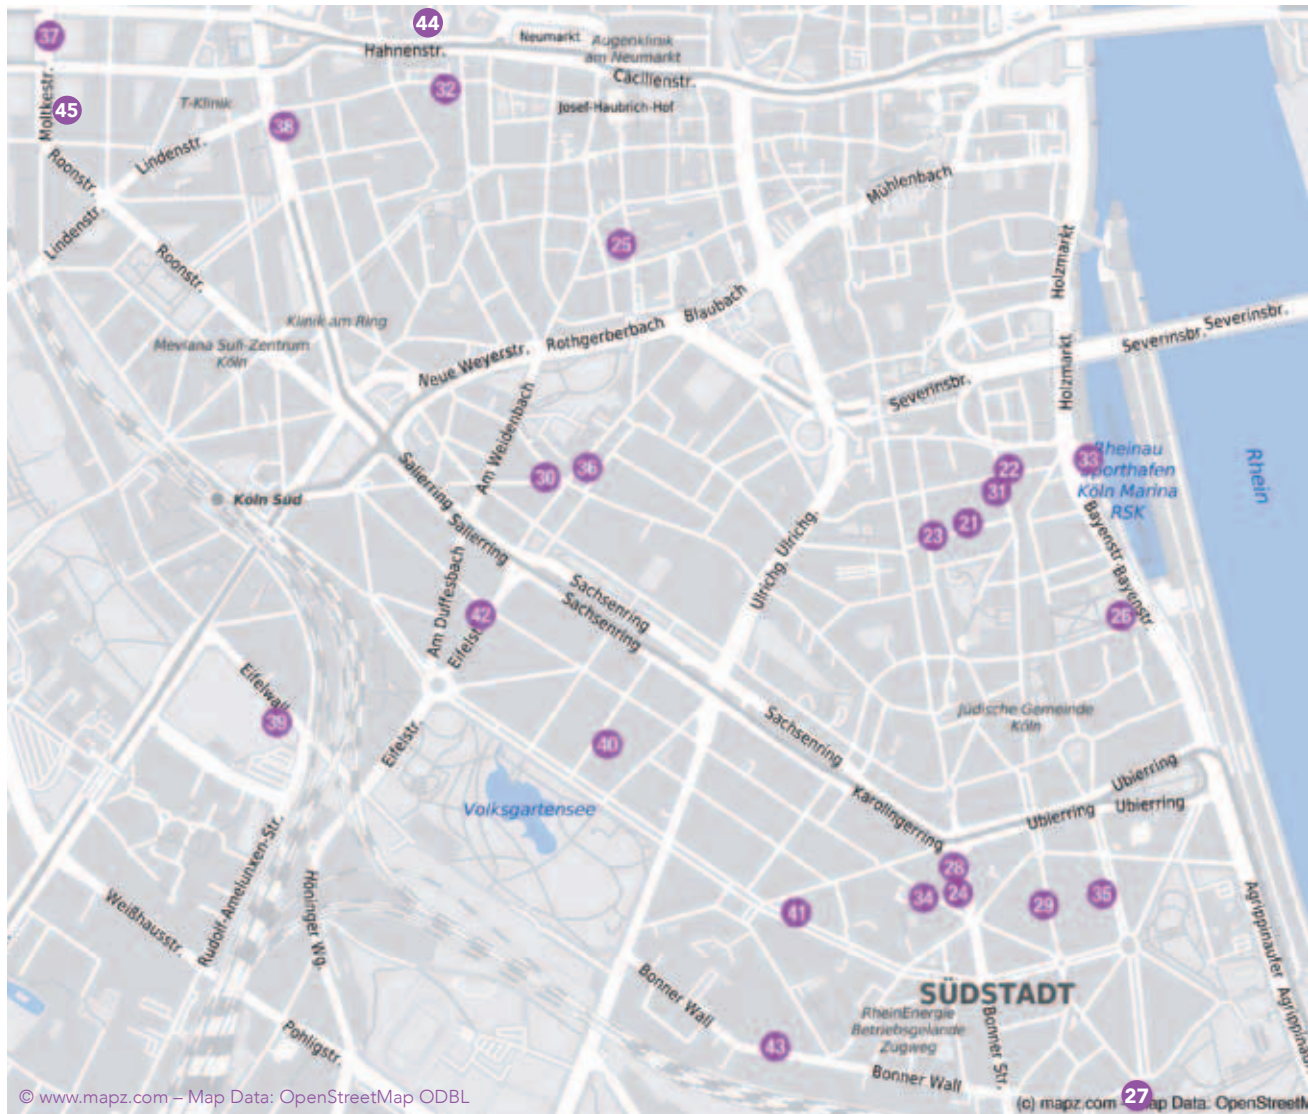 37
44
Neumarkt
Augenklinik
am Neumarkt
Hahnenstr.
Cäcilienstr.
32
T-Klinik
Josef-Haubrich-Hof
Moltkestr.
45
38
Lindenstr.
Roonstr.
Mühlenbach
Lindenstr.
25
Roonstr.
Holzmarkt
Klinik am Ring
Blaubach
Rothgerberbach
Severinsbr.
Severinsbr.
Mevlana Sufi-Zentrum
Köln
Neue Weyerstr.
Holzmarkt
Severinsbr.
Am Weidenbach
30
36
22
33
Rheinau
Sporthafen
Köln Marina
RSK
Rhein
31
Köln Süd
Salierring
Salierring
21
23
Bayenstr.
Ulrichg.
Ulrichg.
Am Duffesbach
Sachsenring
Sachsenring
Bayenstr.
26
42
Eifelstr.
Eifelwall
39
Jüdische Gemeinde
Köln
Eifelstr.
40
Sachsenring
Volksgartensee
Karolingerring
Ubierring
Ubierring
Ubierring
Rudolf-Amelunxen-Str.
28
34
24
29
35
41
Höninger Wg.
Weißhausstr.
Agrippinaufer
Agrippinau
Bonner Wall
SÜDSTADT
RheinEnergie
Betriebsgelände
Zugweg
Bonner Str.
43
Pohligstr.
Bonner Wall
27
© www.mapz.com – Map Data: OpenStreetMap ODBL
(c) mapz.com
ap Data: OpenStreetM